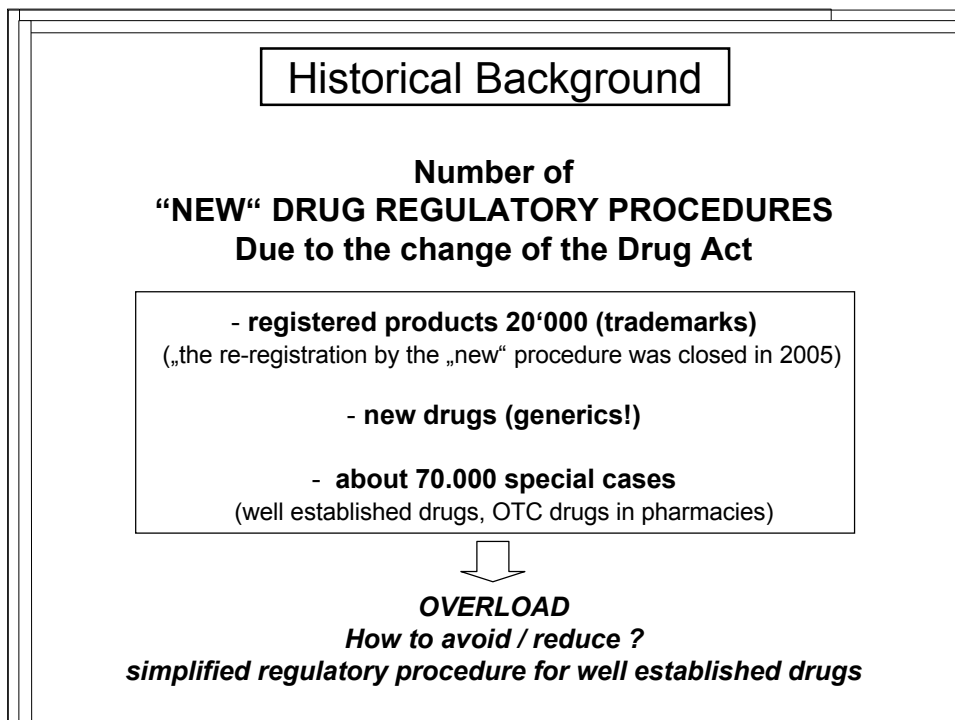 Historical Background
Number of
“NEW“ DRUG REGULATORY PROCEDURES
Due to the change of the Drug Act
- registered products 20‘000 (trademarks)
(„the re-registration by the „new“ procedure was closed in 2005)
- new drugs (generics!)
- about 70.000 special cases
(well established drugs, OTC drugs in pharmacies)
OVERLOAD
How to avoid / reduce ?
simplified regulatory procedure for well established drugs